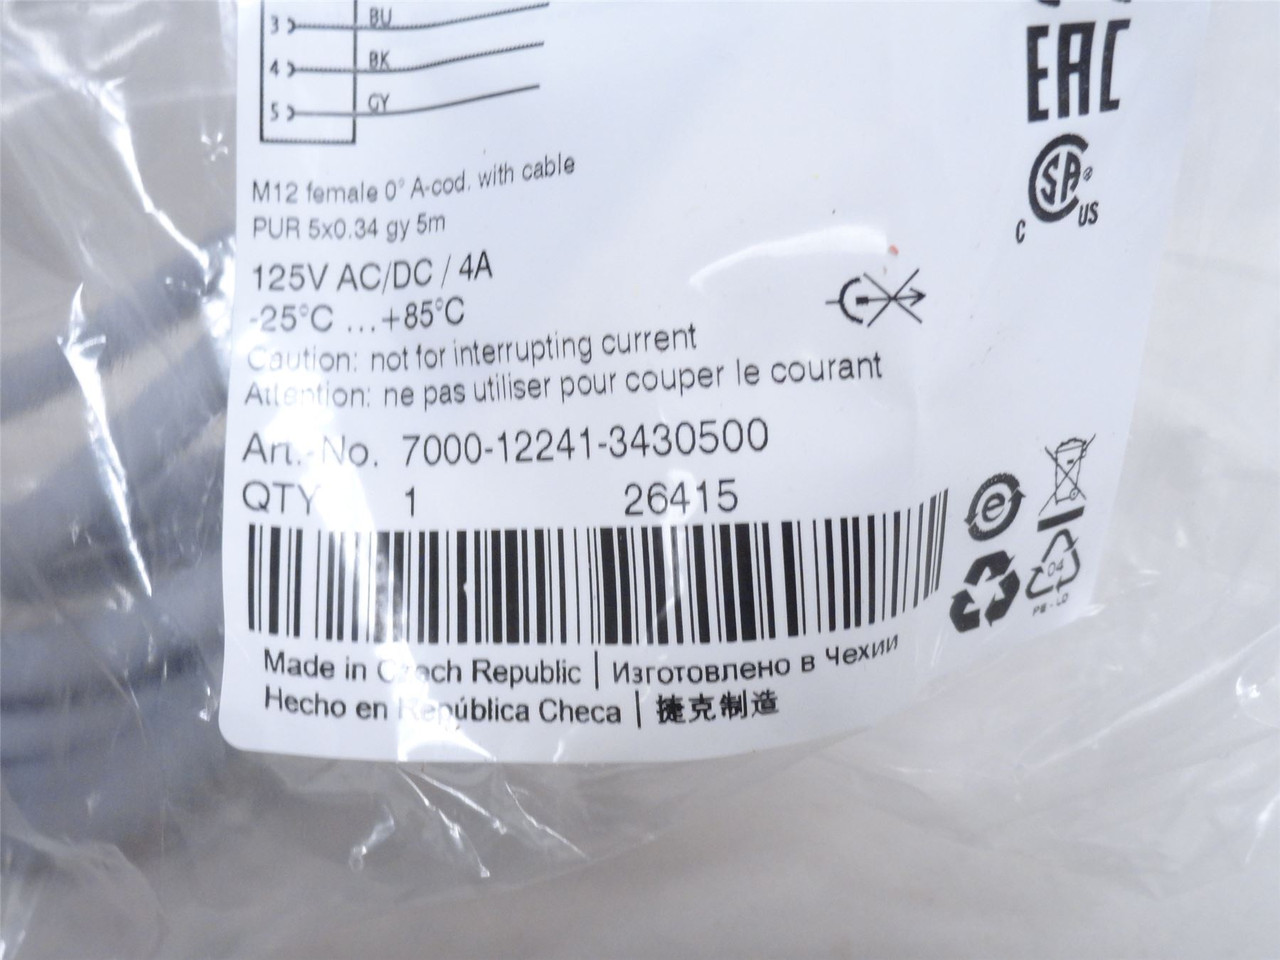 3 BU
4 BK
5 GY
EAC
M12 female 0° A-cod. with cable
PUR 5x0.34 gy 5m
125V AC/DC / 4A
-25°C ...+85°C
Caution: not for interrupting current
Attention: ne pas utiliser pour couper le courant
Art.-No. 7000-12241-3430500
QTY 1 26415
Made in Czech Republic | Изготовлено в Чехии
Hecho en República Checa | 捷克制造
C SA® US
e
04
PE-LD